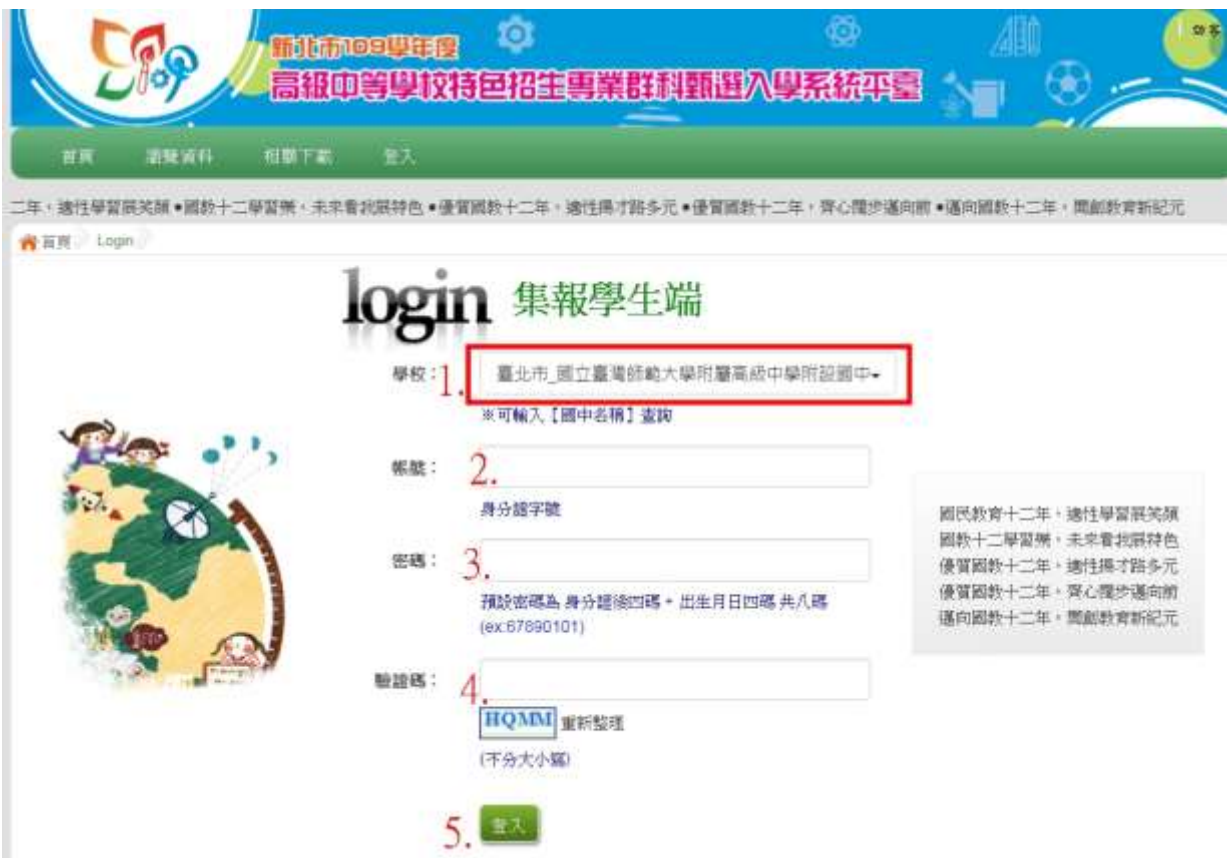 109
新北市109學年度
高級中等學校特色招生專業群科甄選入學系統平臺
首頁 瀏覽資料 相關下載 登入
二年，適性學習展笑顏 ●國教十二學習樂，未來看我展特色 ●優質國教十二年，適性揚才路多元 ●優質國教十二年，齊心闊步邁向前 ●邁向國教十二年，開創教育新紀元
首頁 Login
login 集報學生端
學校： 1. 臺北市_國立臺灣師範大學附屬高級中學附設國中
※可輸入【國中名稱】查詢
帳號： 2.
身分證字號
密碼： 3.
預設密碼為 身分證後四碼 + 出生月日四碼 共八碼
(ex:67890101)
驗證碼： 4.
HQMM 重新整理
(不分大小寫)
5. 登入
國民教育十二年，適性學習展笑顏
國教十二學習樂，未來看我展特色
優質國教十二年，適性揚才路多元
優質國教十二年，齊心闊步邁向前
邁向國教十二年，開創教育新紀元